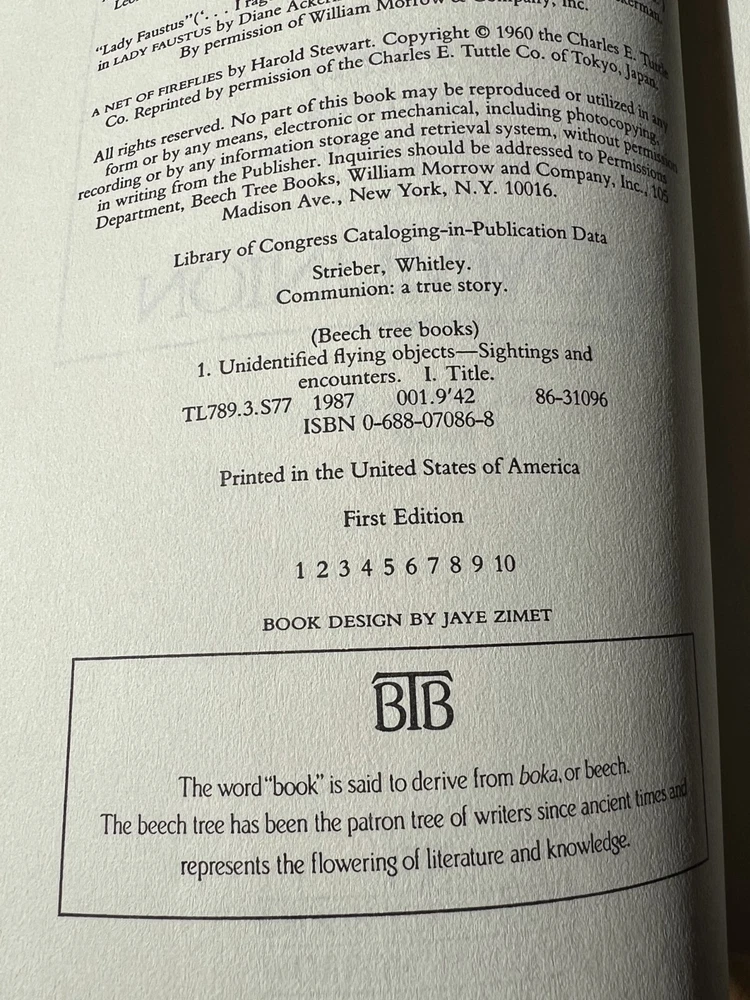 "Lady Faustus"('. . . I rag
in LADY FAUSTUS by Diane Acker
By permission of William Morrow & Company, Inc.
A NET OF FIREFLIES by Harold Stewart. Copyright © 1960 the Charles E. Tuttle
Co. Reprinted by permission of the Charles E. Tuttle Co. of Tokyo, Japan.
All rights reserved. No part of this book may be reproduced or utilized in any
form or by any means, electronic or mechanical, including photocopying,
recording or by any information storage and retrieval system, without permission
in writing from the Publisher. Inquiries should be addressed to Permissions
Department, Beech Tree Books, William Morrow and Company, Inc., 105
Madison Ave., New York, N.Y. 10016.
Library of Congress Cataloging-in-Publication Data
Strieber, Whitley.
Communion: a true story.
(Beech tree books)
1. Unidentified flying objects—Sightings and
encounters. I. Title.
TL789.3.S77 1987 001.9'42 86-31096
ISBN 0-688-07086-8
Printed in the United States of America
First Edition
1 2 3 4 5 6 7 8 9 10
BOOK DESIGN BY JAYE ZIMET
BTB
The word "book" is said to derive from boka, or beech.
The beech tree has been the patron tree of writers since ancient times and
represents the flowering of literature and knowledge.